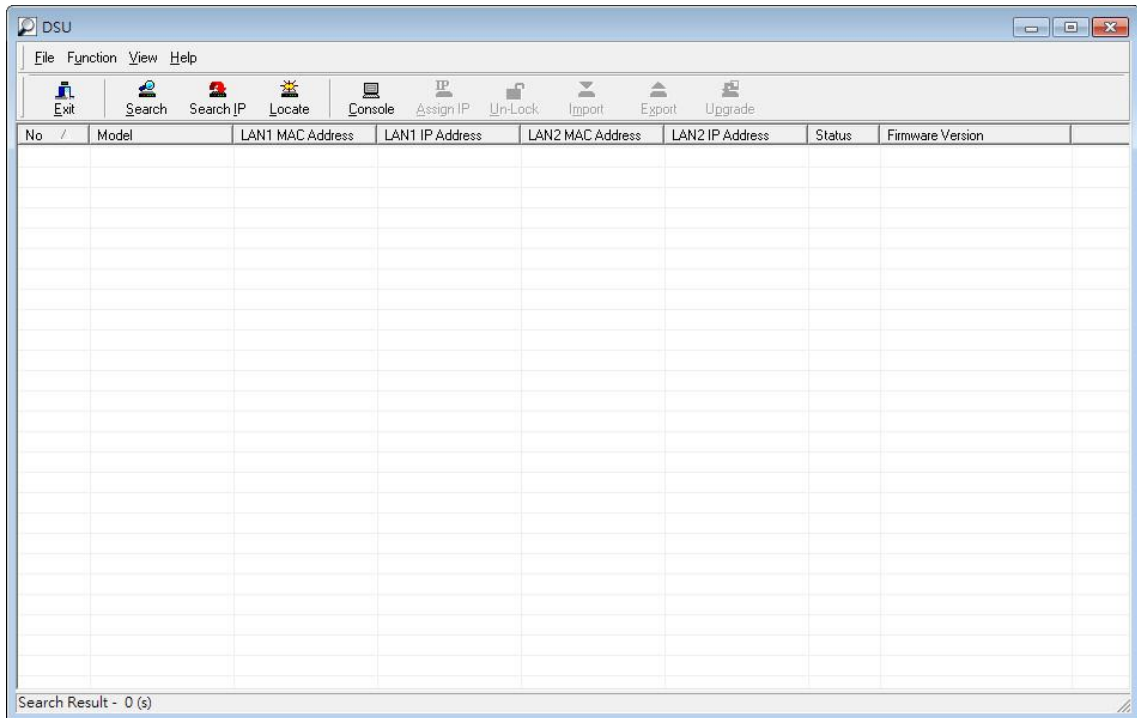 DSU
File Function View Help
IP
Exit Search Search IP Locate Console Assign IP Un-Lock Import Export Upgrade
No / Model LAN1 MAC Address LAN1 IP Address LAN2 MAC Address LAN2 IP Address Status Firmware Version
Search Result - 0 (s)